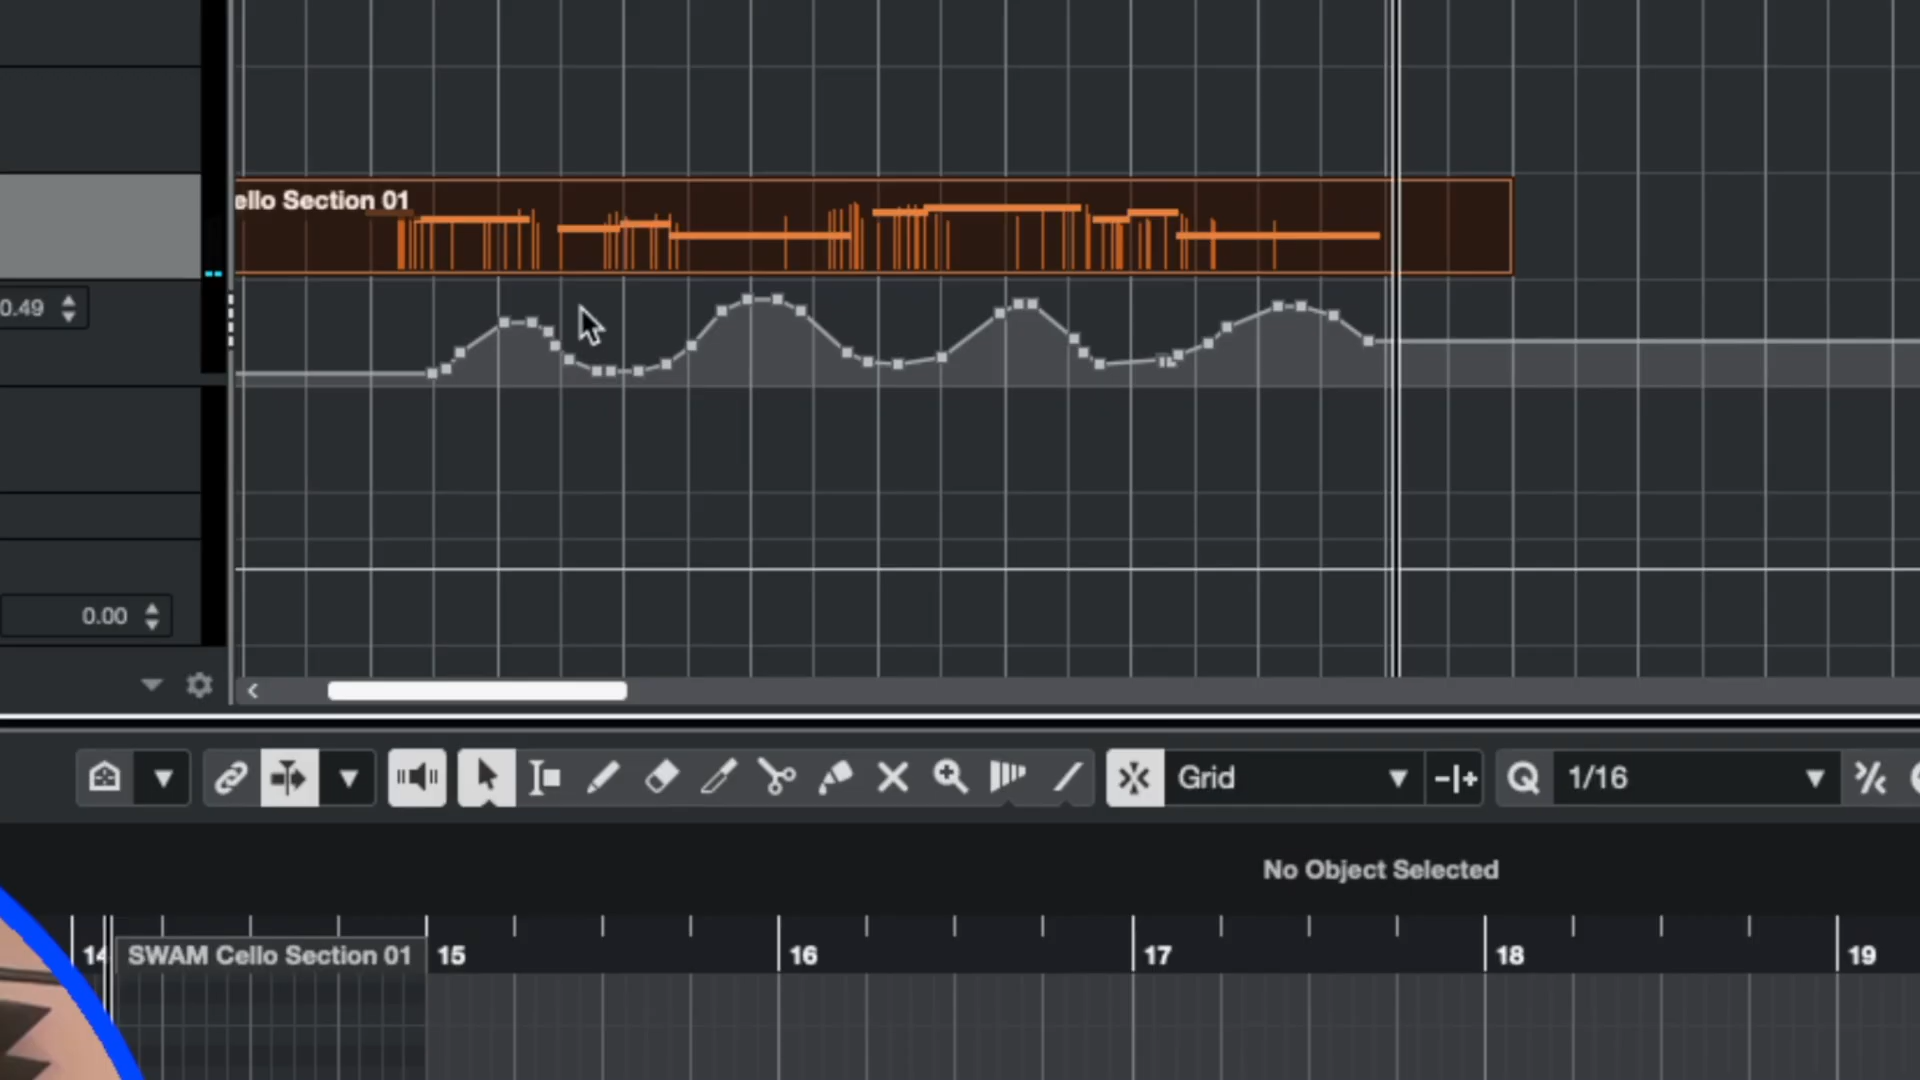 ello Section 01
0.49
0.00
Grid
Q 1/16
No Object Selected
14 SWAM Cello Section 01 15 16 17 18 19